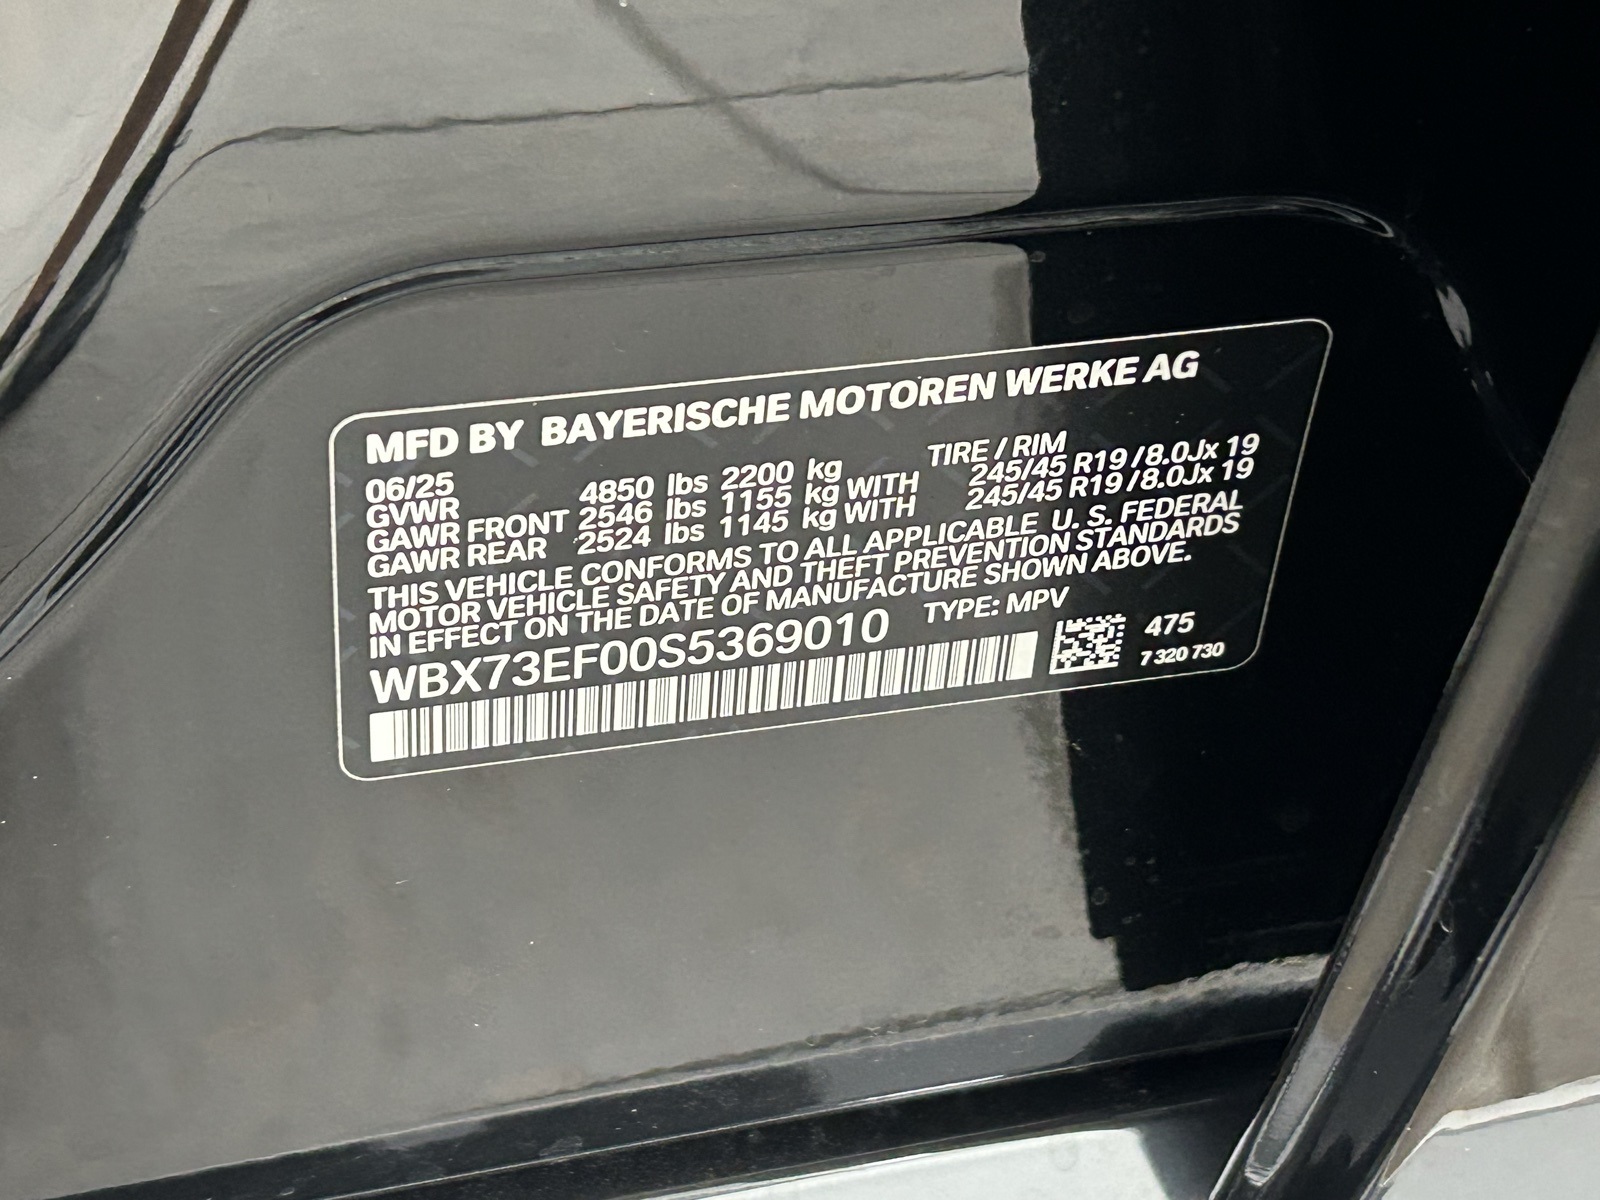 MFD BY BAYERISCHE MOTOREN WERKE AG
06/25 TIRE / RIM
GVWR 4850 lbs 2200 kg
GAWR FRONT 2546 lbs 1155 kg WITH 245/45 R19 / 8.0Jx 19
GAWR REAR 2524 lbs 1145 kg WITH 245/45 R19 / 8.0Jx 19
THIS VEHICLE CONFORMS TO ALL APPLICABLE U. S. FEDERAL
MOTOR VEHICLE SAFETY AND THEFT PREVENTION STANDARDS
IN EFFECT ON THE DATE OF MANUFACTURE SHOWN ABOVE.
WBX73EF00S5369010 TYPE: MPV
475
7 320 730